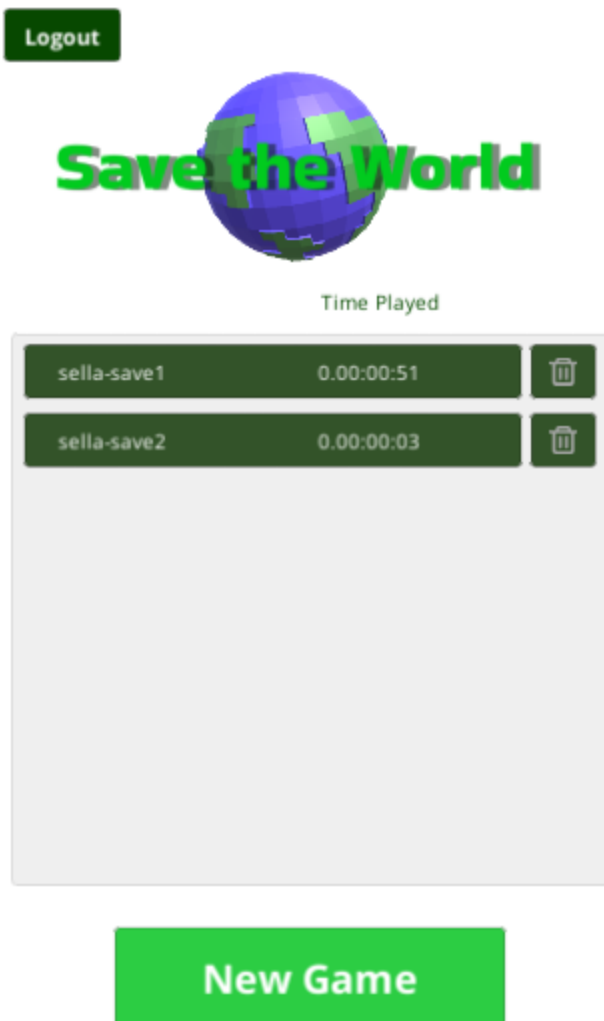 Logout
Save the World
Time Played
sella-save1 0.00:00:51
sella-save2 0.00:00:03
New Game